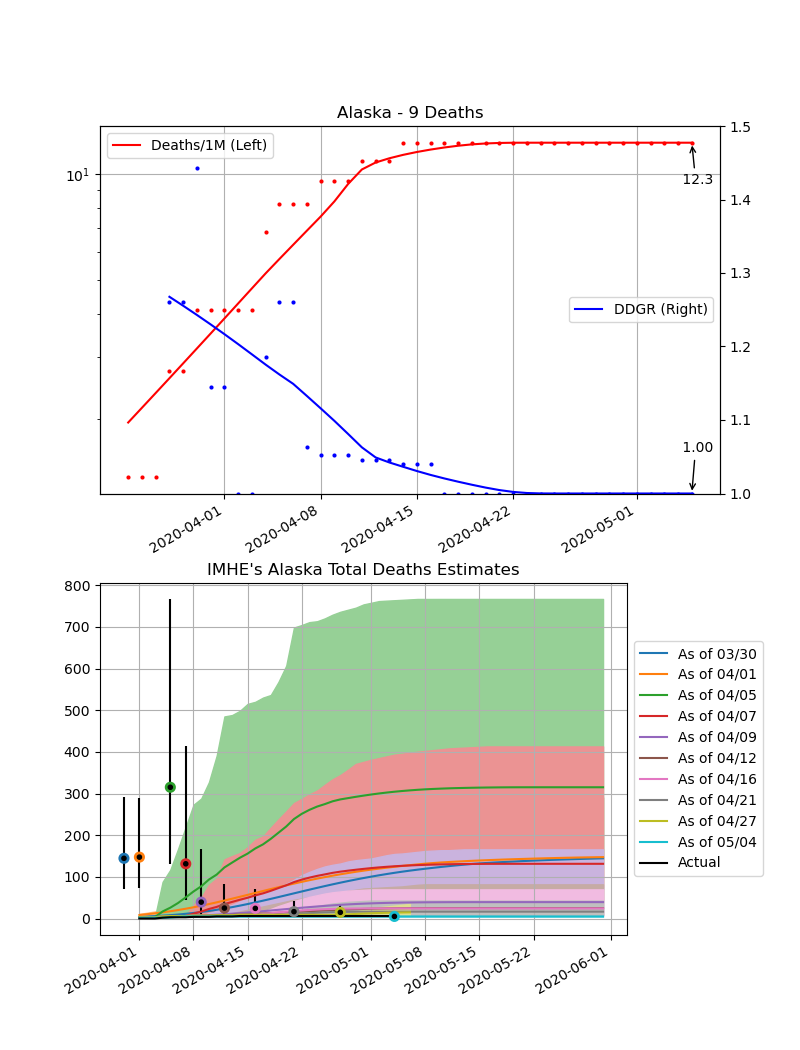 Alaska - 9 Deaths
Deaths/1M (Left)
10¹
1.5
1.4
1.3
1.2
1.1
1.0
12.3
DDGR (Right)
1.00
2020-04-01
2020-04-08
2020-04-15
2020-04-22
2020-05-01
IMHE's Alaska Total Deaths Estimates
800
700
600
500
400
300
200
100
0
2020-04-01
2020-04-08
2020-04-15
2020-04-22
2020-05-01
2020-05-08
2020-05-15
2020-05-22
2020-06-01
As of 03/30
As of 04/01
As of 04/05
As of 04/07
As of 04/09
As of 04/12
As of 04/16
As of 04/21
As of 04/27
As of 05/04
Actual